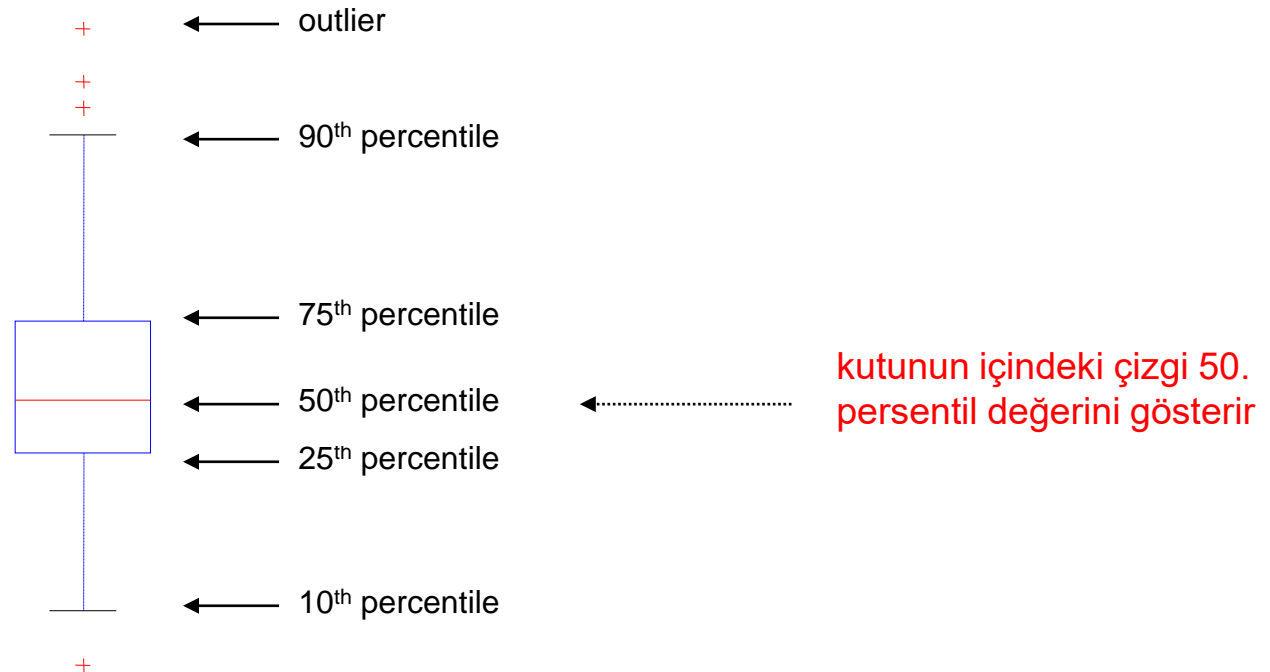 outlier
90th percentile
75th percentile
50th percentile
25th percentile
10th percentile
kutunun içindeki çizgi 50.
persentil değerini gösterir